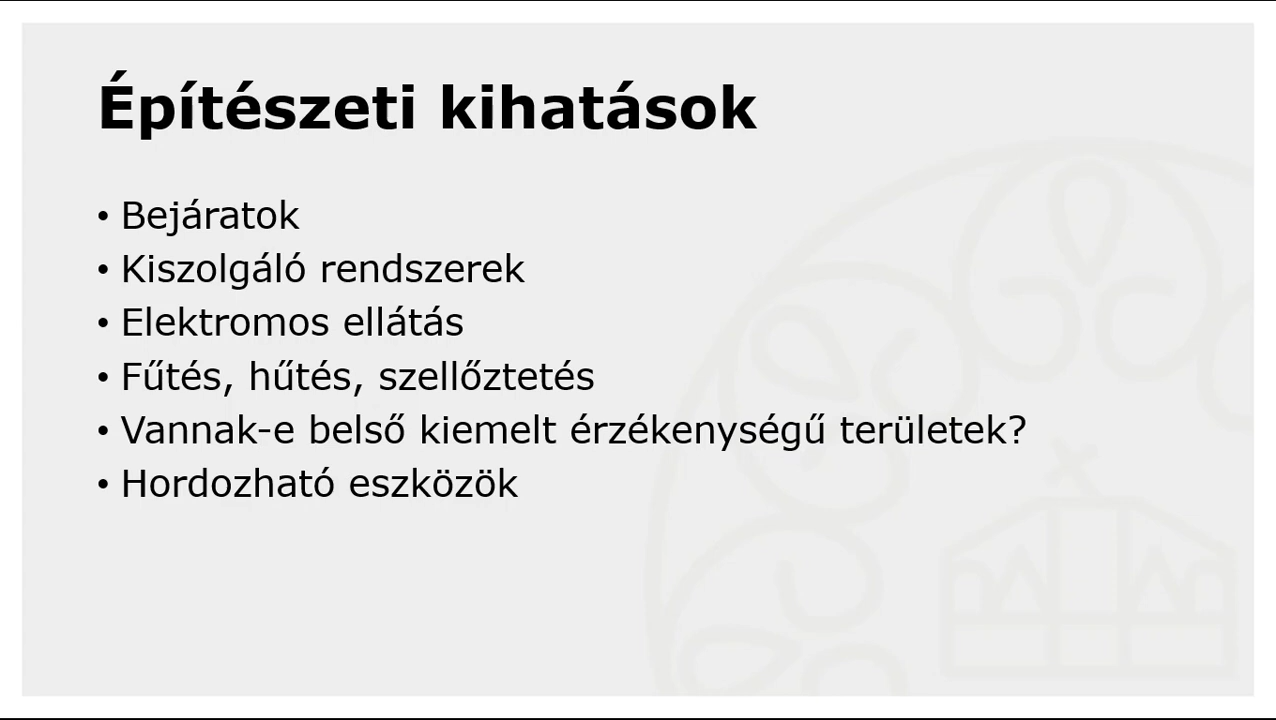 Építészeti kihatások
• Bejáratok
• Kiszolgáló rendszerek
• Elektromos ellátás
• Fűtés, hűtés, szellőztetés
• Vannak-e belső kiemelt érzékenységű területek?
• Hordozható eszközök